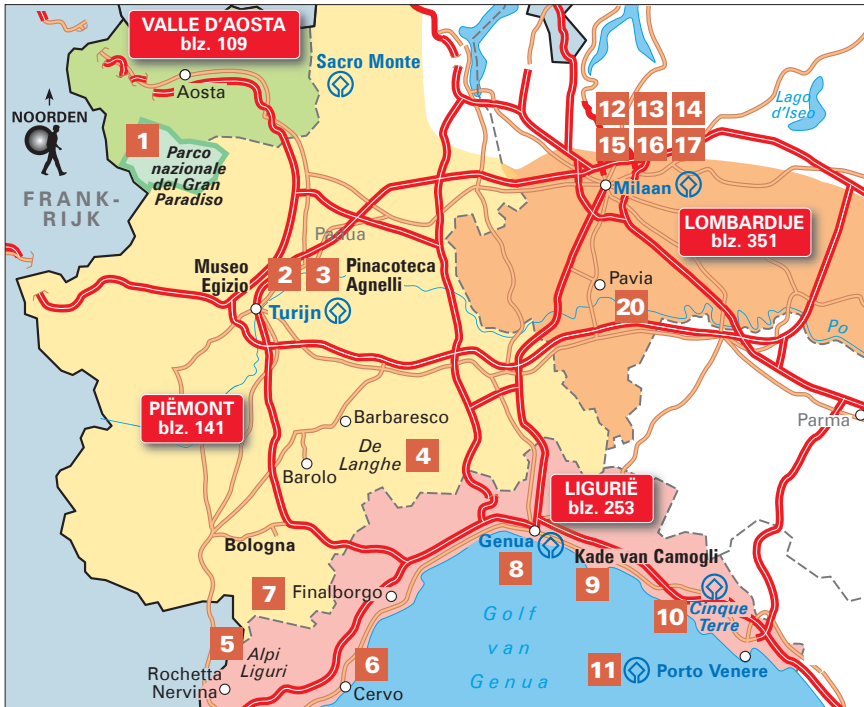 VALLE D'AOSTA
blz. 109
Sacro Monte
Aosta
NOORDEN
1
Parco
nazionale
del Gran
Paradiso
FRANK-
RIJK
12 13 14
15 16 17
Lago
d'Iseo
Milaan
LOMBARDIJE
blz. 351
Padua
Museo
Egizio
2 3
Pinacoteca
Agnelli
Turijn
Pavia
20
Po
PIËMONT
blz. 141
Barbaresco
De
Langhe
4
Barolo
Parma
LIGURIË
blz. 253
Bologna
Genua
8
Kade van Camogli
9
7
Finalborgo
10
Cinque
Terre
5
Alpi
Liguri
6
Golf
van
Genua
Rochetta
Nervina
Cervo
11
Porto Venere